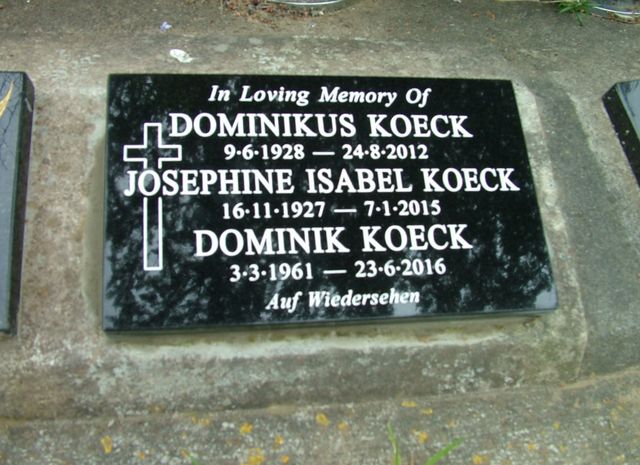 In Loving Memory Of
DOMINIKUS KOECK
9·6·1928 — 24·8·2012
JOSEPHINE ISABEL KOECK
16·11·1927 — 7·1·2015
DOMINIK KOECK
3·3·1961 — 23·6·2016
Auf Wiedersehen